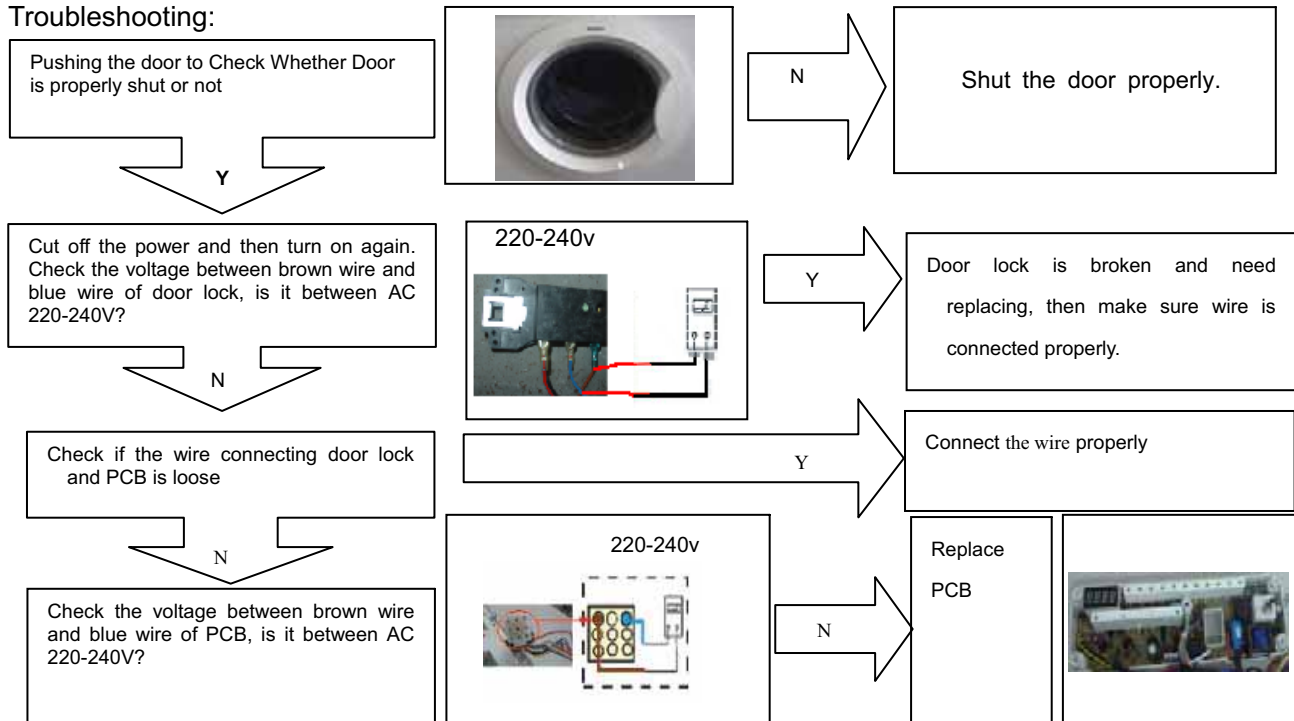 Troubleshooting:
Pushing the door to Check Whether Door
is properly shut or not
N
Shut the door properly.
Y
Cut off the power and then turn on again.
Check the voltage between brown wire and
blue wire of door lock, is it between AC
220-240V?
220-240v
Y
Door lock is broken and need
replacing, then make sure wire is
connected properly.
N
Check if the wire connecting door lock
and PCB is loose
Y
Connect the wire properly
N
Check the voltage between brown wire
and blue wire of PCB, is it between AC
220-240V?
220-240v
N
Replace
PCB